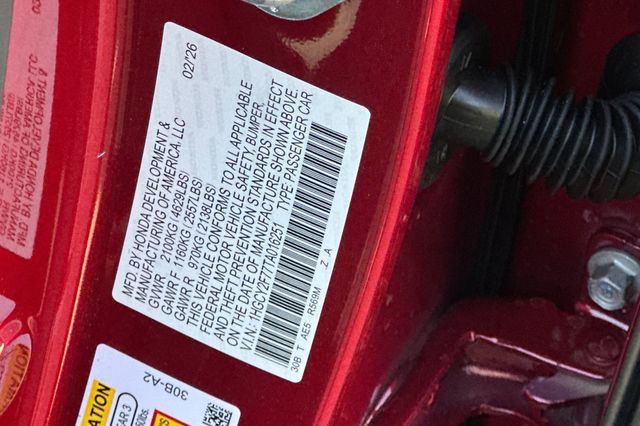 02/26
MFD. BY HONDA DEVELOPMENT &
MANUFACTURING OF AMERICA, LLC
GVWR 2100KG (4629LBS)
GAWR F 1160KG (2557LBS)
GAWR R 970KG (2138LBS)
THIS VEHICLE CONFORMS TO ALL APPLICABLE
FEDERAL MOTOR VEHICLE SAFETY BUMPER,
AND THEFT PREVENTION STANDARDS IN EFFECT
ON THE DATE OF MANUFACTURE SHOWN ABOVE.
V.I.N.: 1HGCY2F77TA016251 TYPE PASSENGER CAR
30B T AE5 R569M Z A
30B-A2